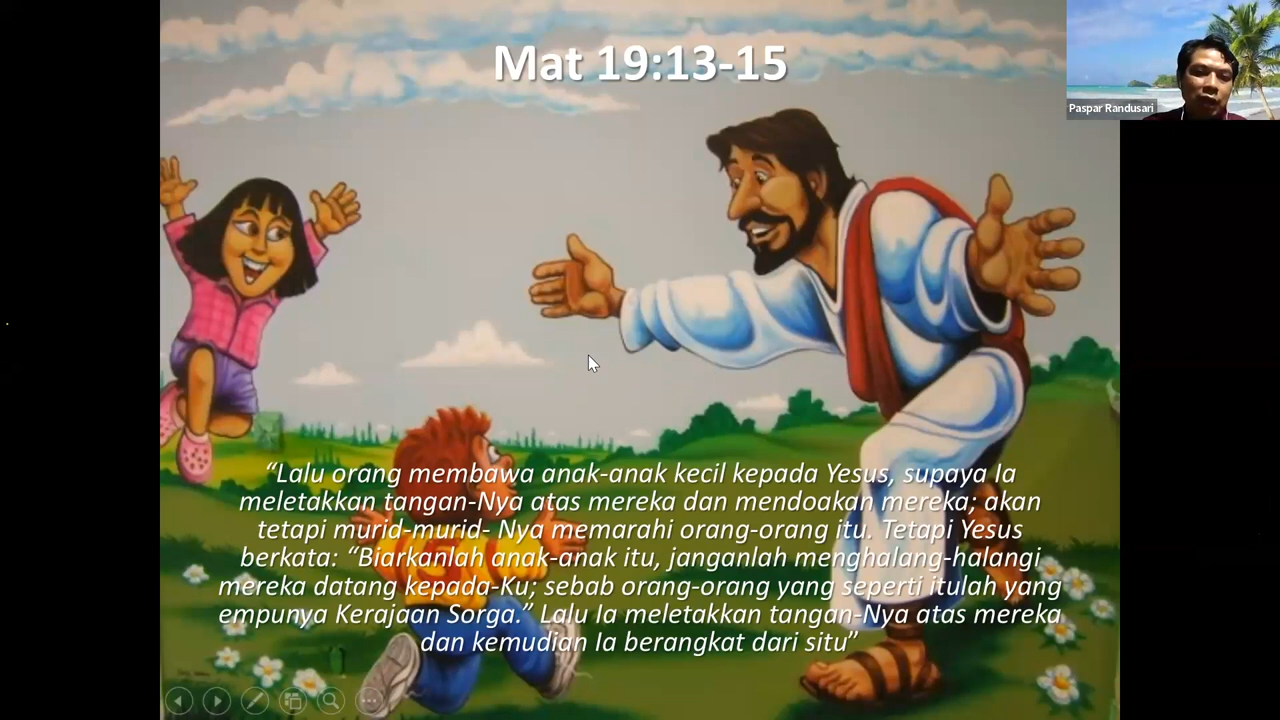 Mat 19:13-15
Paspar Randusari
“Lalu orang membawa anak-anak kecil kepada Yesus, supaya Ia
meletakkan tangan-Nya atas mereka dan mendoakan mereka; akan
tetapi murid-murid- Nya memarahi orang-orang itu. Tetapi Yesus
berkata: “Biarkanlah anak-anak itu, janganlah menghalang-halangi
mereka datang kepada-Ku; sebab orang-orang yang seperti itulah yang
empunya Kerajaan Sorga.” Lalu Ia meletakkan tangan-Nya atas mereka
dan kemudian Ia berangkat dari situ”